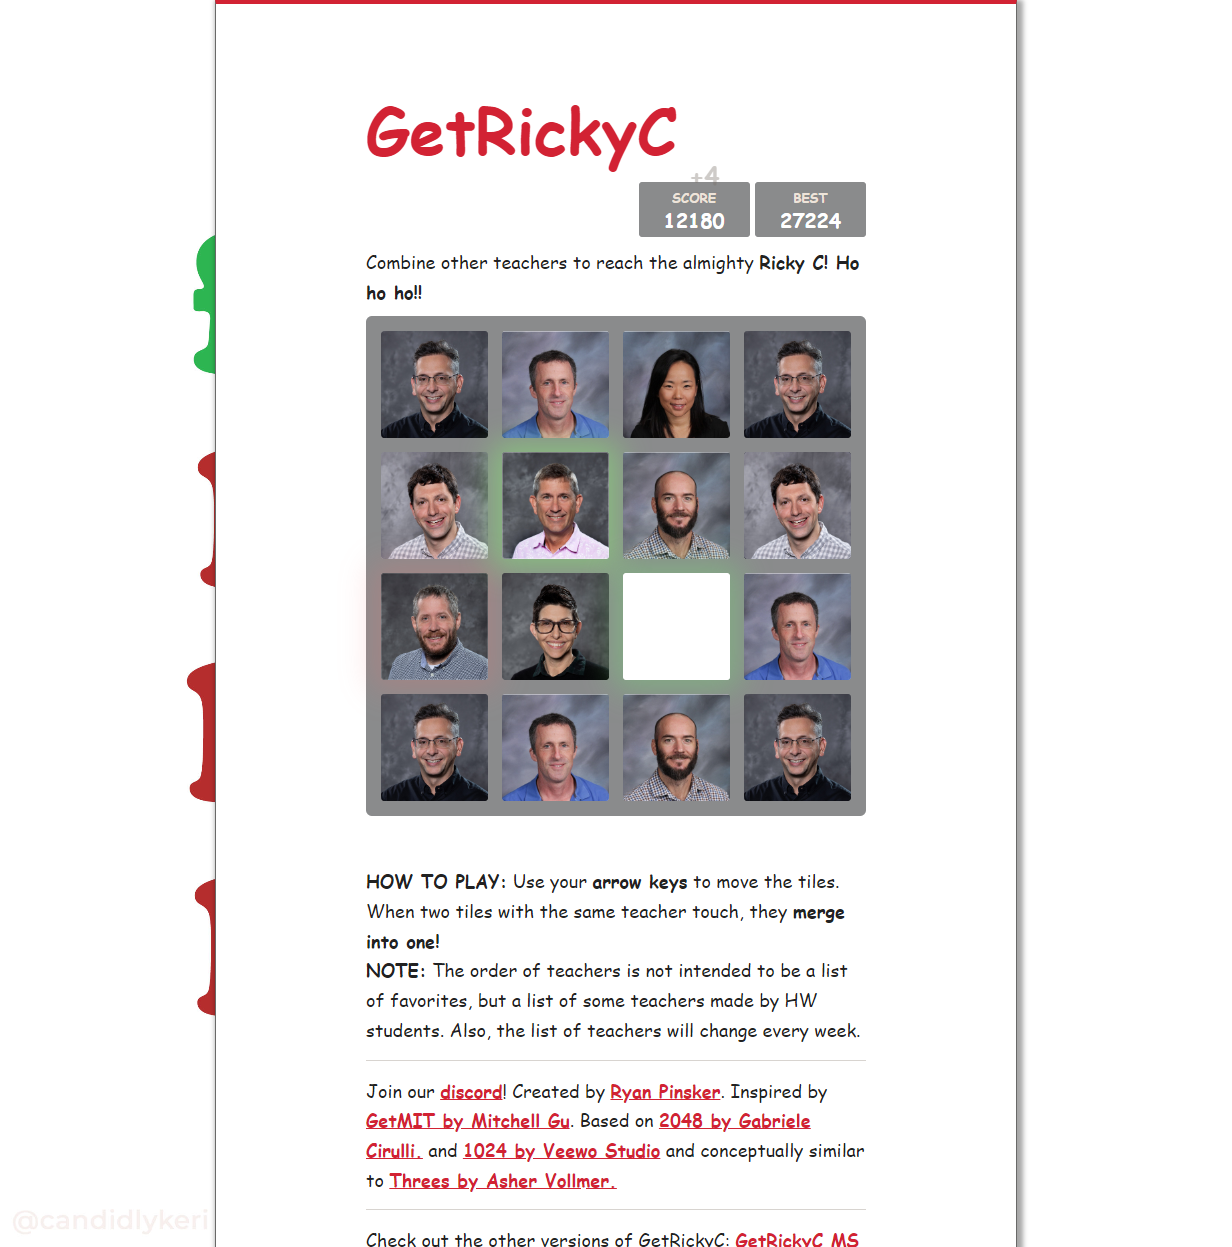 GetRickyC
+4
SCORE BEST
12180 27224
Combine other teachers to reach the almighty Ricky C! Ho
ho ho!!
HOW TO PLAY: Use your arrow keys to move the tiles.
When two tiles with the same teacher touch, they merge
into one!
NOTE: The order of teachers is not intended to be a list
of favorites, but a list of some teachers made by HW
students. Also, the list of teachers will change every week.
Join our discord! Created by Ryan Pinsker. Inspired by
GetMIT by Mitchell Gu. Based on 2048 by Gabriele
Cirulli. and 1024 by Veewo Studio and conceptually similar
to Threes by Asher Vollmer.
@candidlykeri
Check out the other versions of GetRickyC: GetRickyC MS